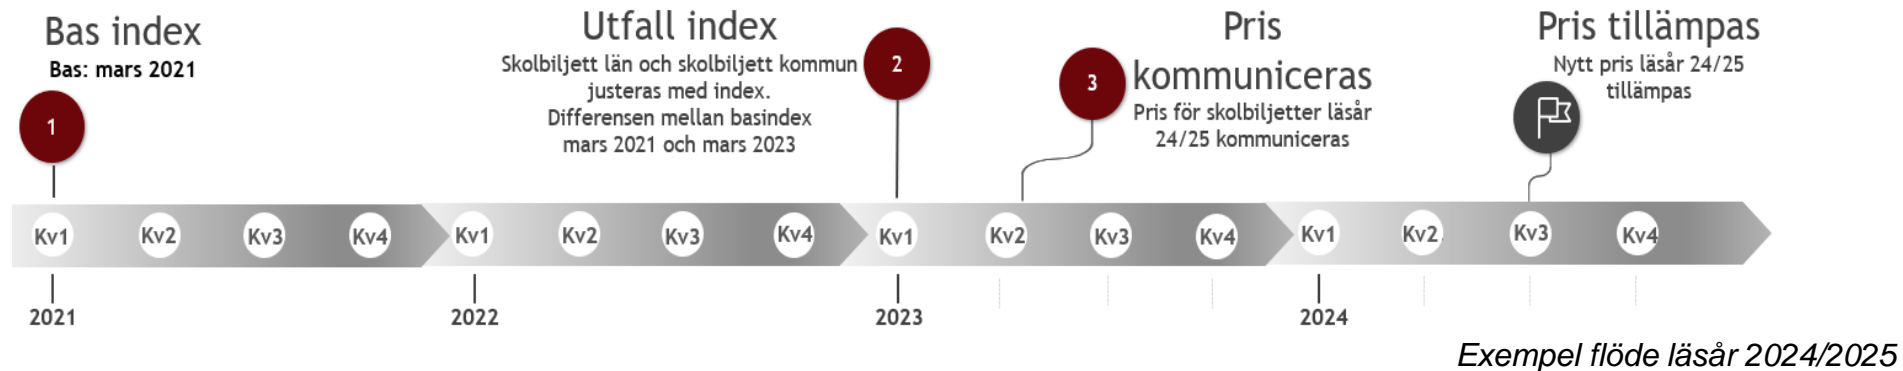 Bas index
Bas: mars 2021
1
Utfall index
Skolbiljett län och skolbiljett kommun
justeras med index.
Differensen mellan basindex
mars 2021 och mars 2023
2
3
Pris
kommuniceras
Pris för skolbiljetter läsår
24/25 kommuniceras
Pris tillämpas
Nytt pris läsår 24/25
tillämpas
Kv1 Kv2 Kv3 Kv4 Kv1 Kv2 Kv3 Kv4 Kv1 Kv2 Kv3 Kv4 Kv1 Kv2 Kv3 Kv4
2021 2022 2023 2024
Exempel flöde läsår 2024/2025